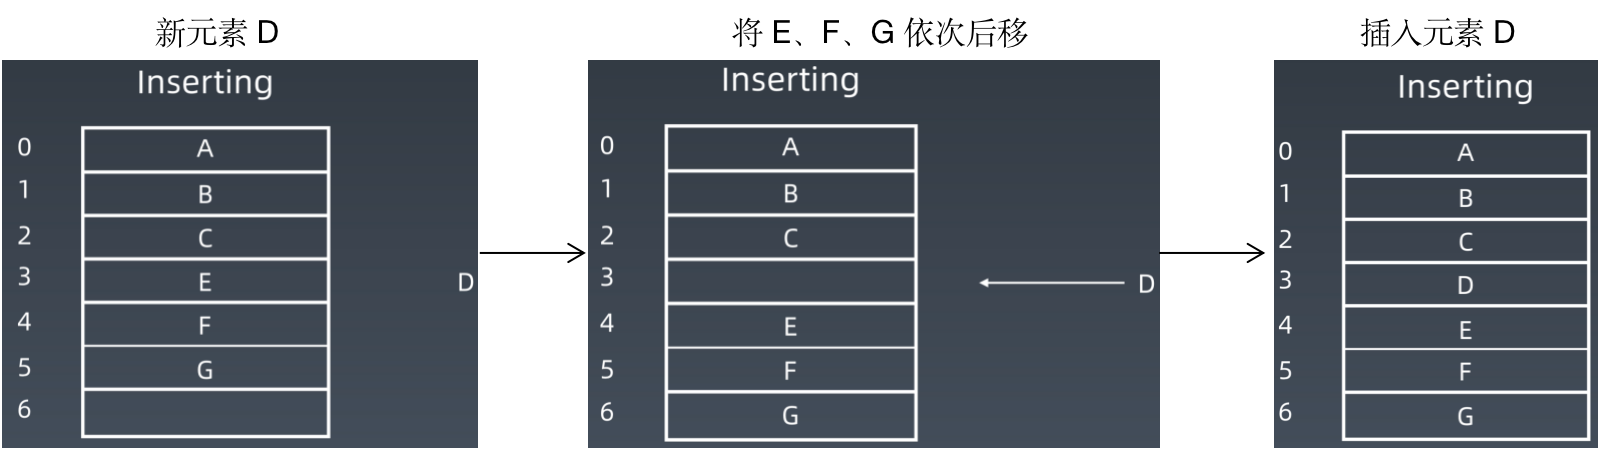 新元素 D
Inserting
0 A
1 B
2 C
3 E
4 F
5 G
6
D
将 E、F、G 依次后移
Inserting
0 A
1 B
2 C
3
4 E
5 F
6 G
D
插入元素 D
Inserting
0 A
1 B
2 C
3 D
4 E
5 F
6 G